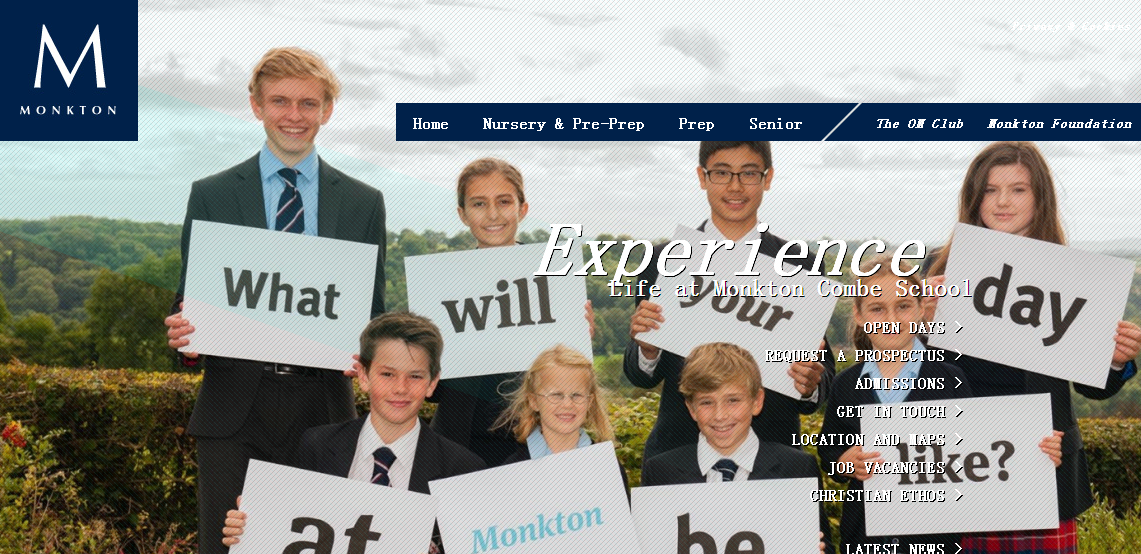 M
MONKTON
Privacy & Cookies
Home Nursery & Pre-Prep Prep Senior The OM Club Monkton Foundation
Experience
Life at Monkton Combe School
What will your day
OPEN DAYS >
REQUEST A PROSPECTUS >
ADMISSIONS >
GET IN TOUCH >
LOCATION AND MAPS >
JOB VACANCIES >
CHRISTIAN ETHOS >
LATEST NEWS >
like?
at Monkton be